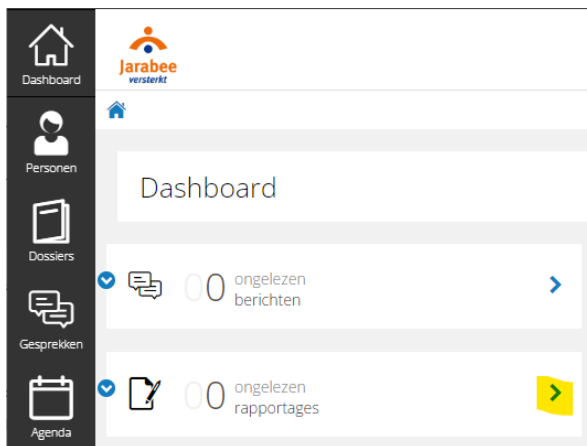 Dashboard
Jarabee
versterkt
Personen
Dashboard
Dossiers
00 ongelezen
berichten
Gesprekken
00 ongelezen
rapportages
Agenda